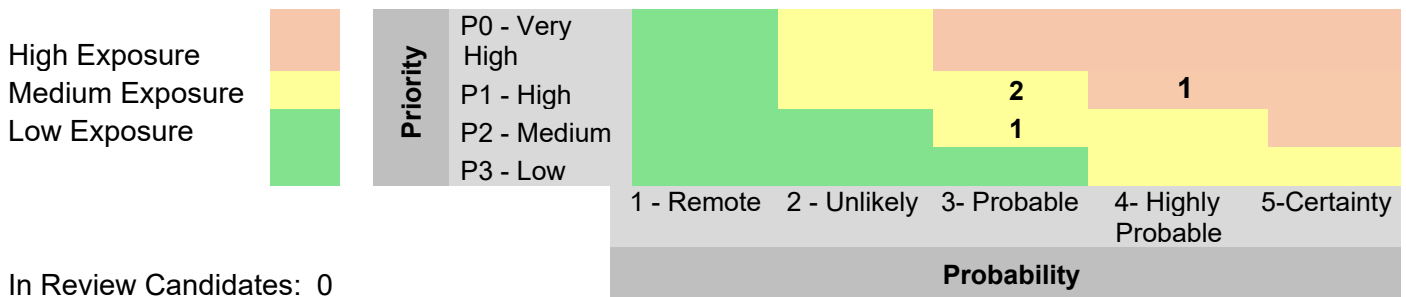 High Exposure
Medium Exposure
Low Exposure
Priority
P0 - Very
High
P1 - High
2
1
P2 - Medium
1
P3 - Low
1 - Remote
2 - Unlikely
3- Probable
4- Highly
Probable
5-Certainty
Probability
In Review Candidates: 0